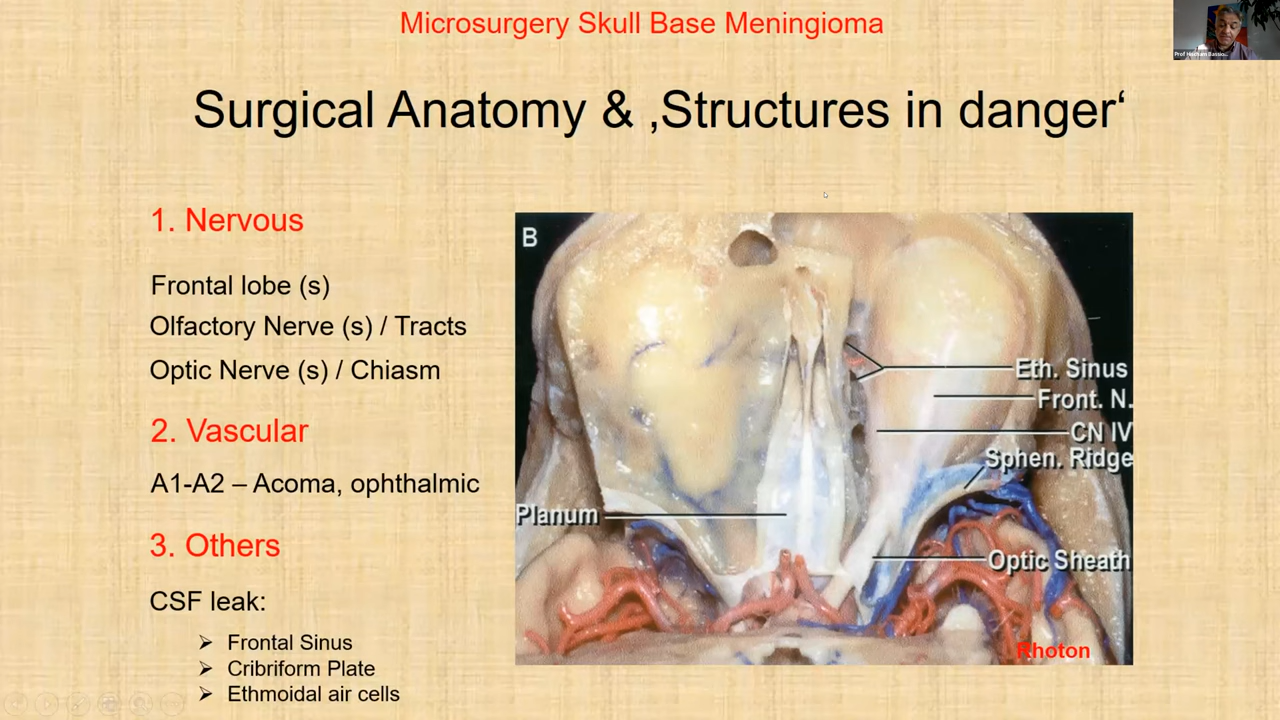 Microsurgery Skull Base Meningioma
Surgical Anatomy & ‚Structures in danger‘
1. Nervous
Frontal lobe (s)
Olfactory Nerve (s) / Tracts
Optic Nerve (s) / Chiasm
2. Vascular
A1-A2 – Acoma, ophthalmic
3. Others
CSF leak:
Frontal Sinus
Cribriform Plate
Ethmoidal air cells
B
Eth. Sinus
Front. N.
CN IV
Sphen. Ridge
Planum
Optic Sheath
Rhoton